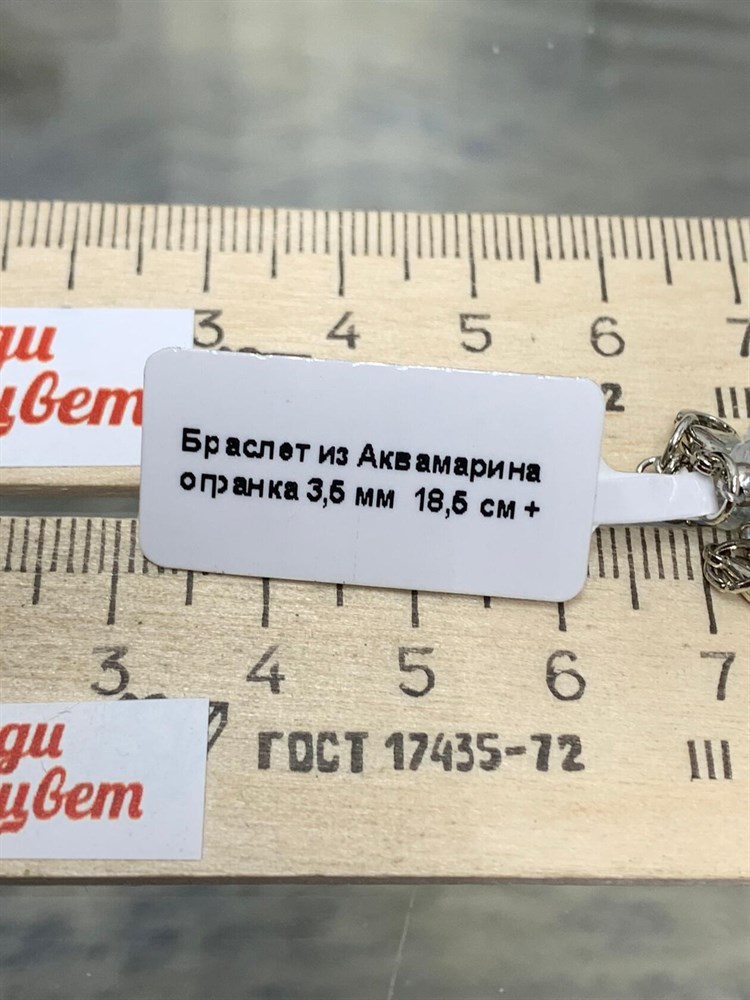 3 4 5 6 7
ди
цвет
2
Браслет из Аквамарина
огранка 3,5 мм 18,5 см +
3 4 5 6 7
ди
цвет
ГОСТ 17435-72